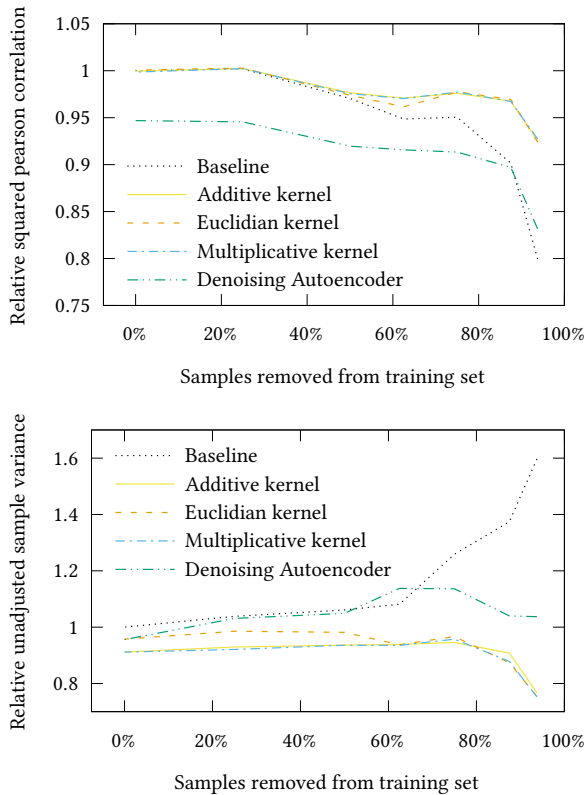 Relative squared pearson correlation
1.05
1
0.95
0.9
0.85
0.8
0.75
Baseline
Additive kernel
Euclidian kernel
Multiplicative kernel
Denoising Autoencoder
0% 20% 40% 60% 80% 100%
Samples removed from training set
Relative unadjusted sample variance
1.6
1.4
1.2
1
0.8
Baseline
Additive kernel
Euclidian kernel
Multiplicative kernel
Denoising Autoencoder
0% 20% 40% 60% 80% 100%
Samples removed from training set